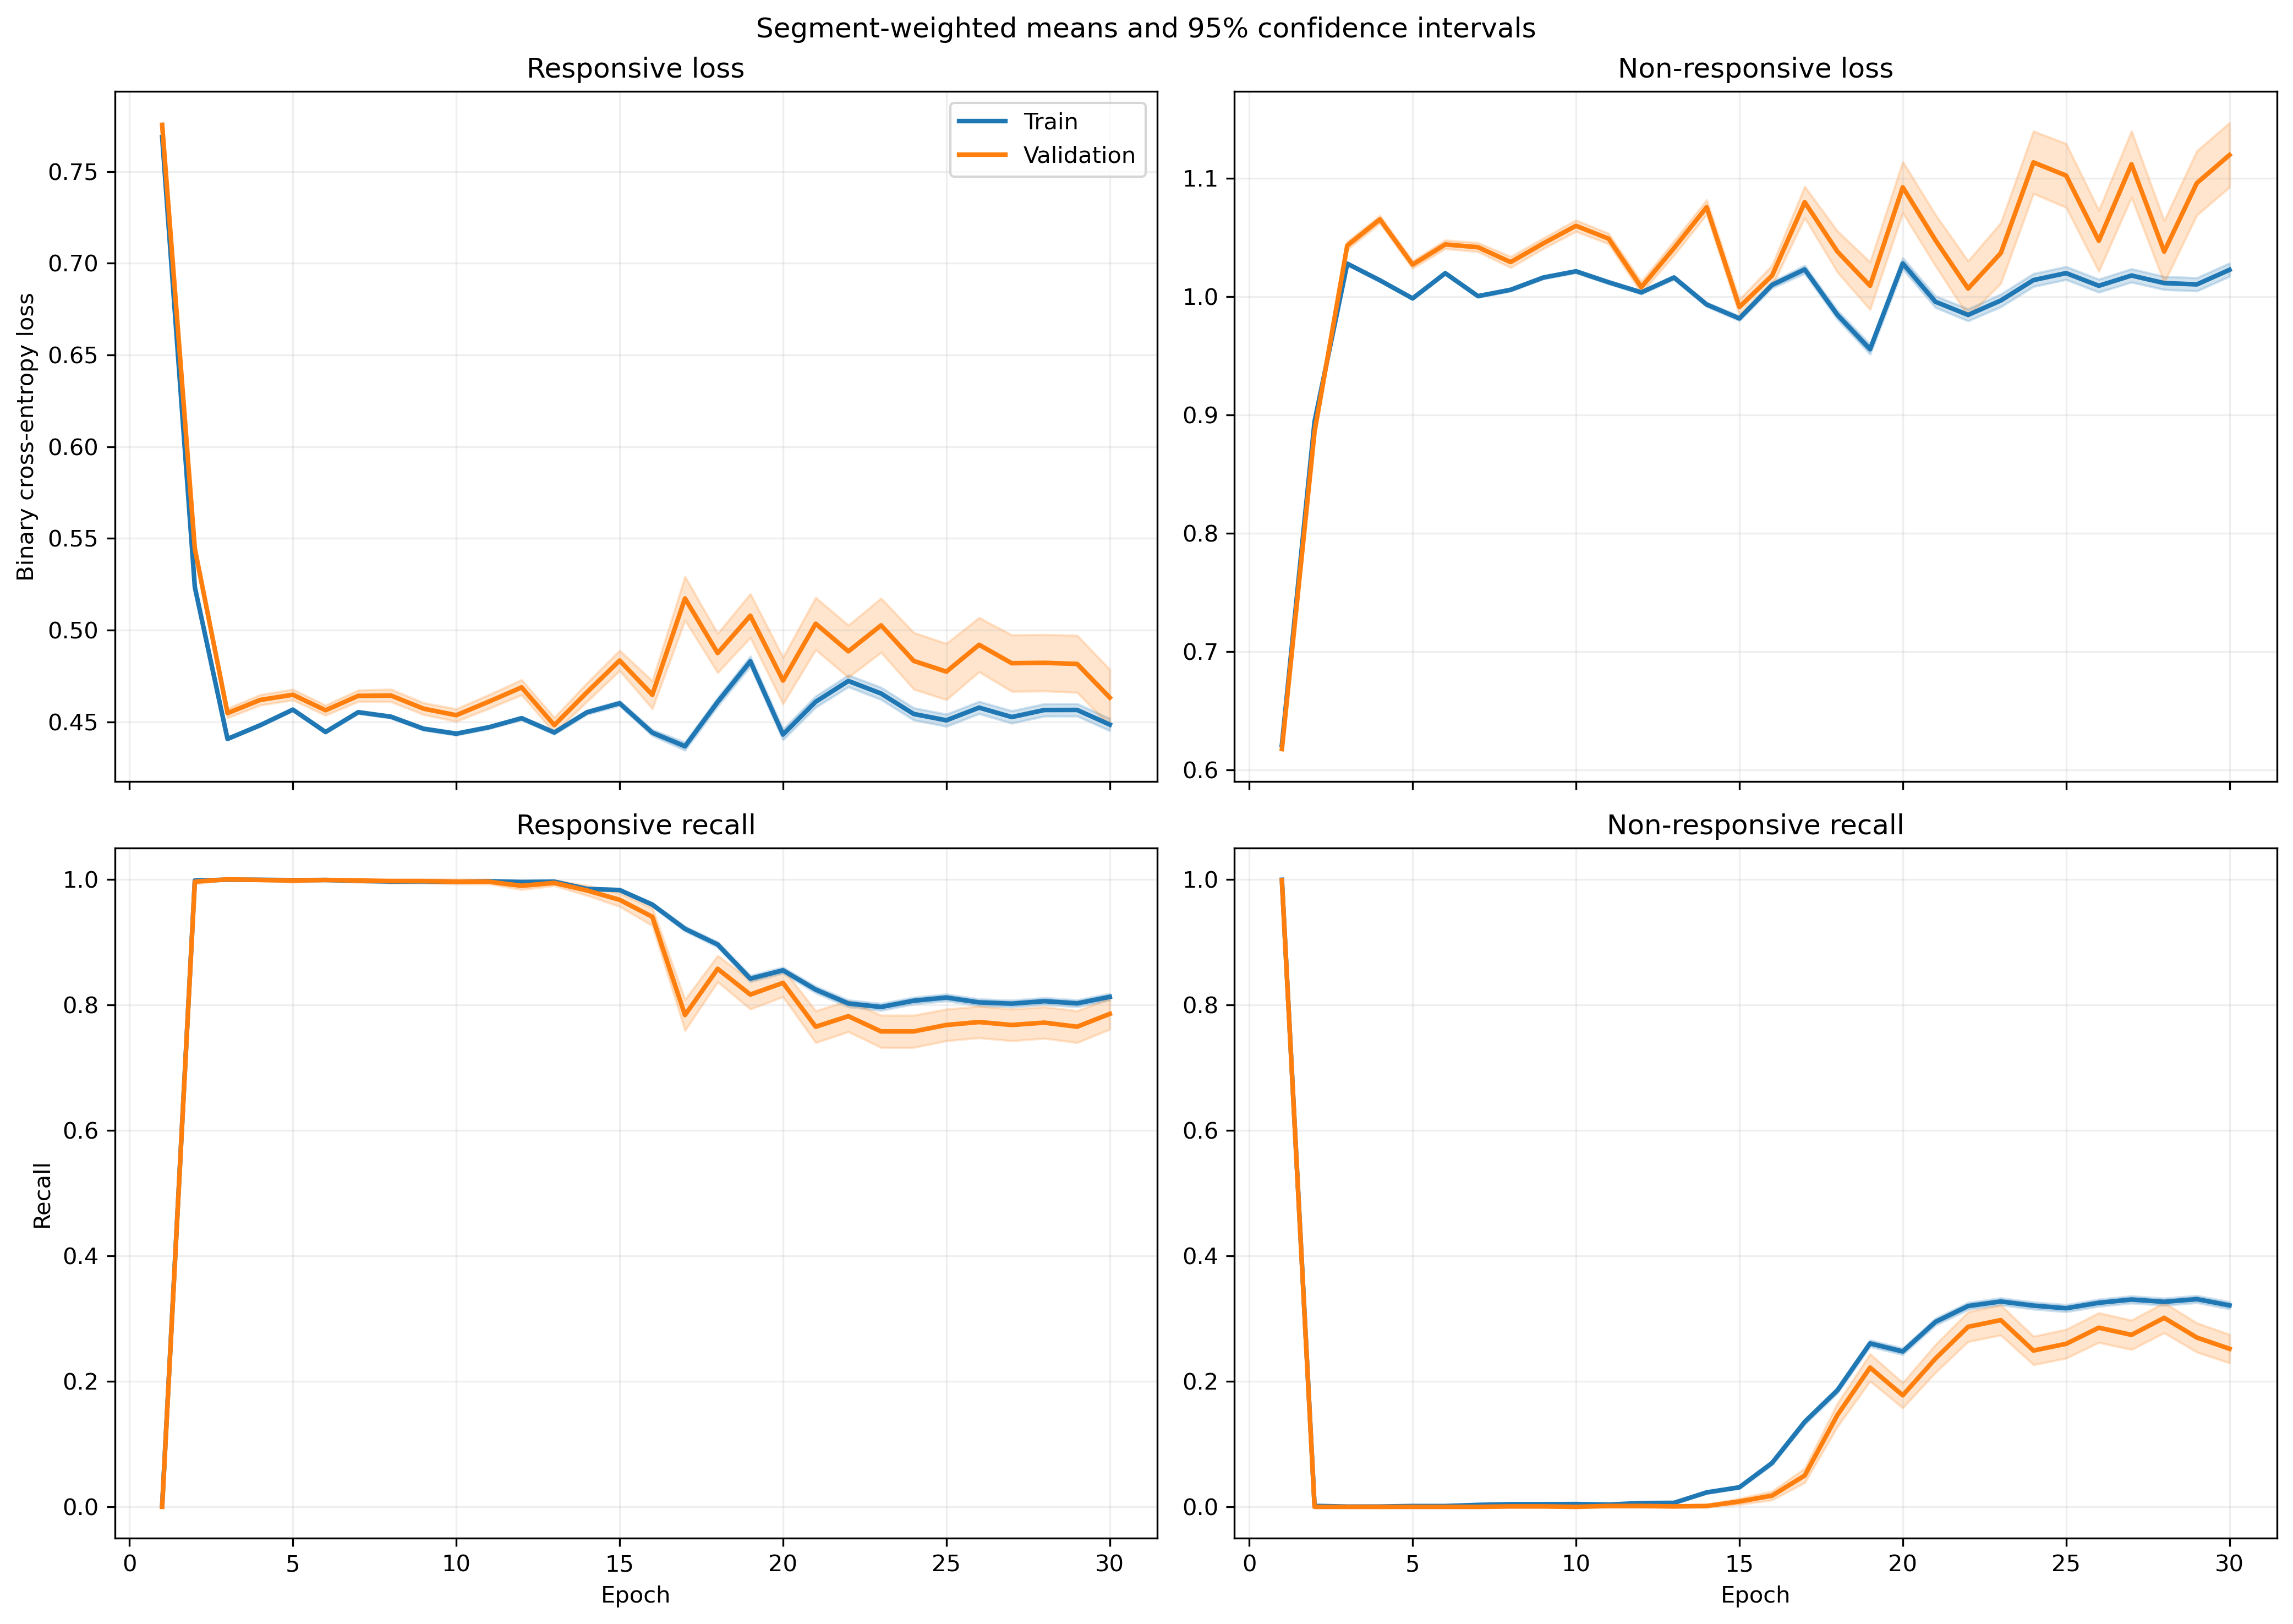 Segment-weighted means and 95% confidence intervals
Responsive loss
Non-responsive loss
Train
Validation
Binary cross-entropy loss
0.75
0.70
0.65
0.60
0.55
0.50
0.45
1.1
1.0
0.9
0.8
0.7
0.6
Responsive recall
Non-responsive recall
Recall
1.0
0.8
0.6
0.4
0.2
0.0
1.0
0.8
0.6
0.4
0.2
0.0
0 5 10 15 20 25 30
0 5 10 15 20 25 30
Epoch
Epoch